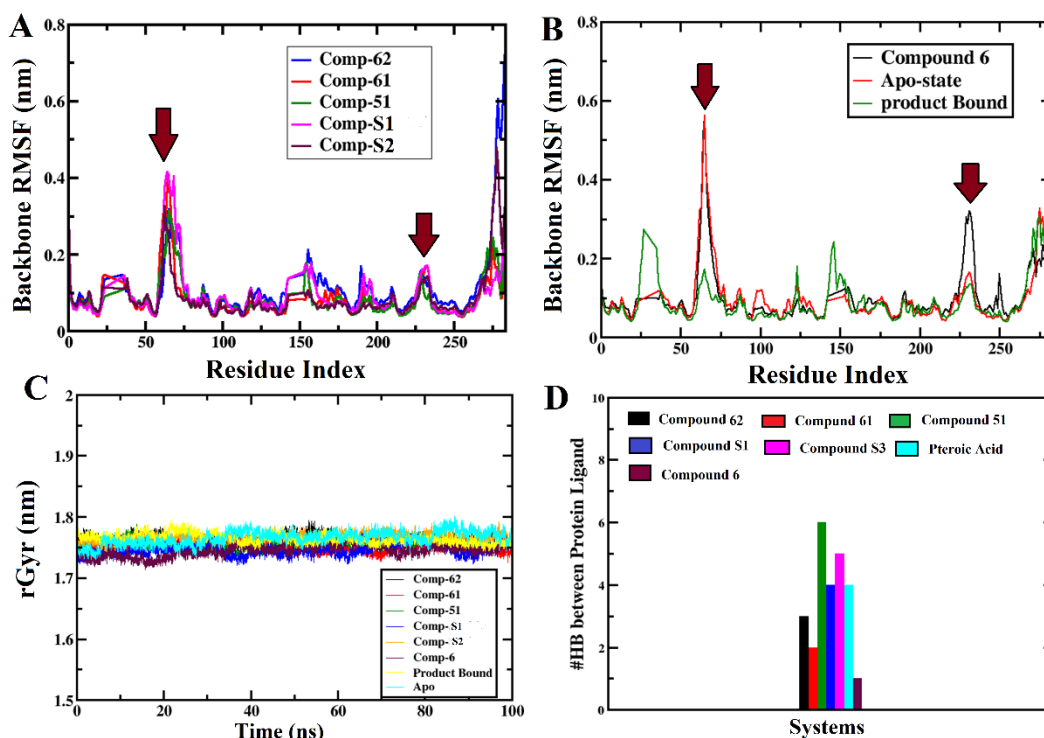 A
Backbone RMSF (nm)
0.8
0.6
0.4
0.2
0
Comp-62
Comp-61
Comp-51
Comp-S1
Comp-S2
0 50 100 150 200 250
Residue Index
B
Backbone RMSF (nm)
0.8
0.6
0.4
0.2
0
Compound 6
Apo-state
product Bound
0 50 100 150 200 250
Residue Index
C
rGyr (nm)
2
1.9
1.8
1.7
1.6
1.5
Comp-62
Comp-61
Comp-51
Comp- S1
Comp- S2
Comp-6
Product Bound
Apo
0 20 40 60 80 100
Time (ns)
D
#HB between Protein Ligand
10
8
6
4
2
0
Compound 62 Compund 61 Compound 51
Compound S1 Compound S3 Pteroic Acid
Compound 6
Systems